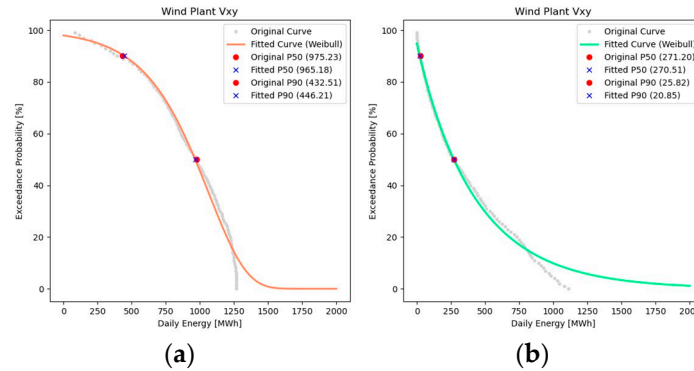 Wind Plant Vxy
Original Curve
Fitted Curve (Weibull)
Original P50 (975.23)
Fitted P50 (965.18)
Original P90 (432.51)
Fitted P90 (446.21)
Exceedance Probability [%]
100
80
60
40
20
0
0 250 500 750 1000 1250 1500 1750 2000
Daily Energy [MWh]
(a)
Wind Plant Vxy
Original Curve
Fitted Curve (Weibull)
Original P50 (271.20)
Fitted P50 (270.51)
Original P90 (25.82)
Fitted P90 (20.85)
Exceedance Probability [%]
100
80
60
40
20
0
0 250 500 750 1000 1250 1500 1750 2000
Daily Energy [MWh]
(b)